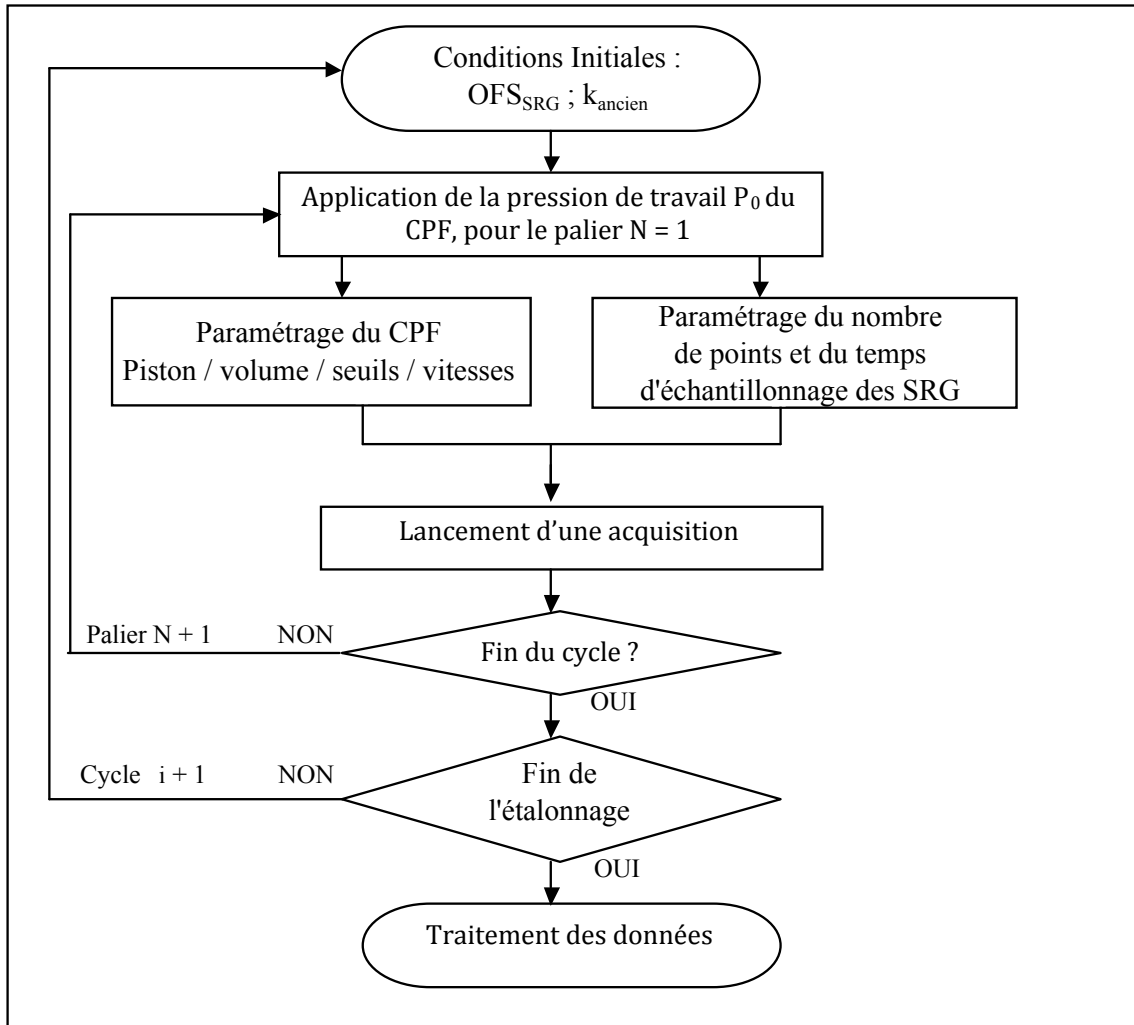 Conditions Initiales :
OFS_SRG ; k_ancien
Application de la pression de travail P₀ du
CPF, pour le palier N = 1
Paramétrage du CPF
Piston / volume / seuils / vitesses
Paramétrage du nombre
de points et du temps
d'échantillonnage des SRG
Lancement d’une acquisition
Palier N + 1 NON
Fin du cycle ?
OUI
Cycle i + 1 NON
Fin de
l'étalonnage
OUI
Traitement des données